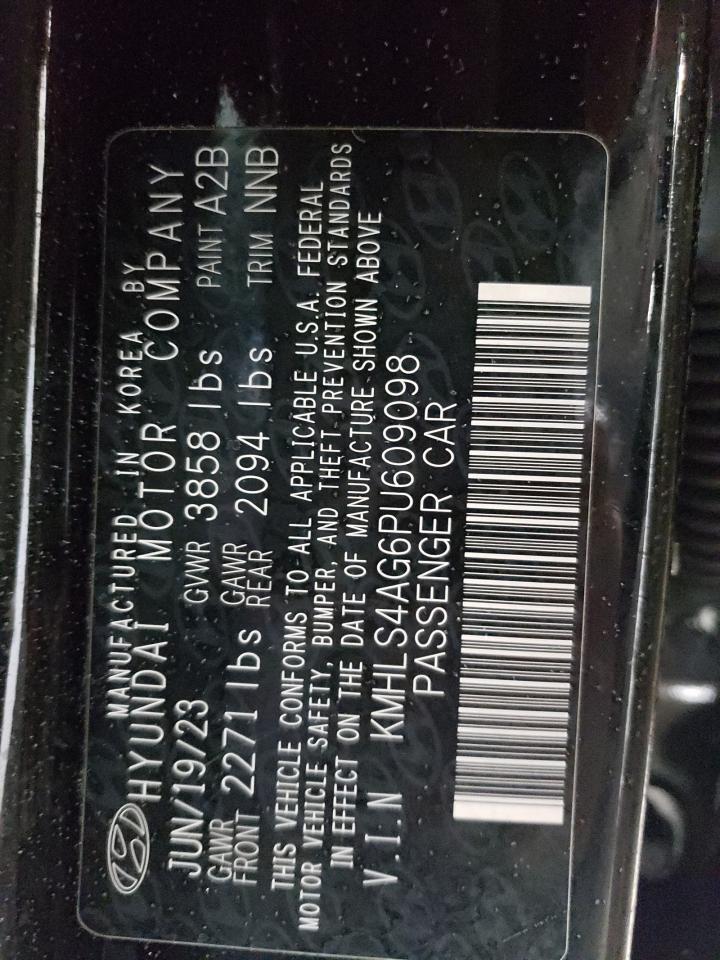 MANUFACTURED IN KOREA BY
HYUNDAI MOTOR COMPANY
JUN/19/23 GVWR 3858 lbs PAINT A2B
GAWR FRONT 2271 lbs GAWR REAR 2094 lbs TRIM NNB
THIS VEHICLE CONFORMS TO ALL APPLICABLE U.S.A. FEDERAL
MOTOR VEHICLE SAFETY, BUMPER, AND THEFT PREVENTION STANDARDS
IN EFFECT ON THE DATE OF MANUFACTURE SHOWN ABOVE
V.I.N KMHLS4AG6PU609098
PASSENGER CAR